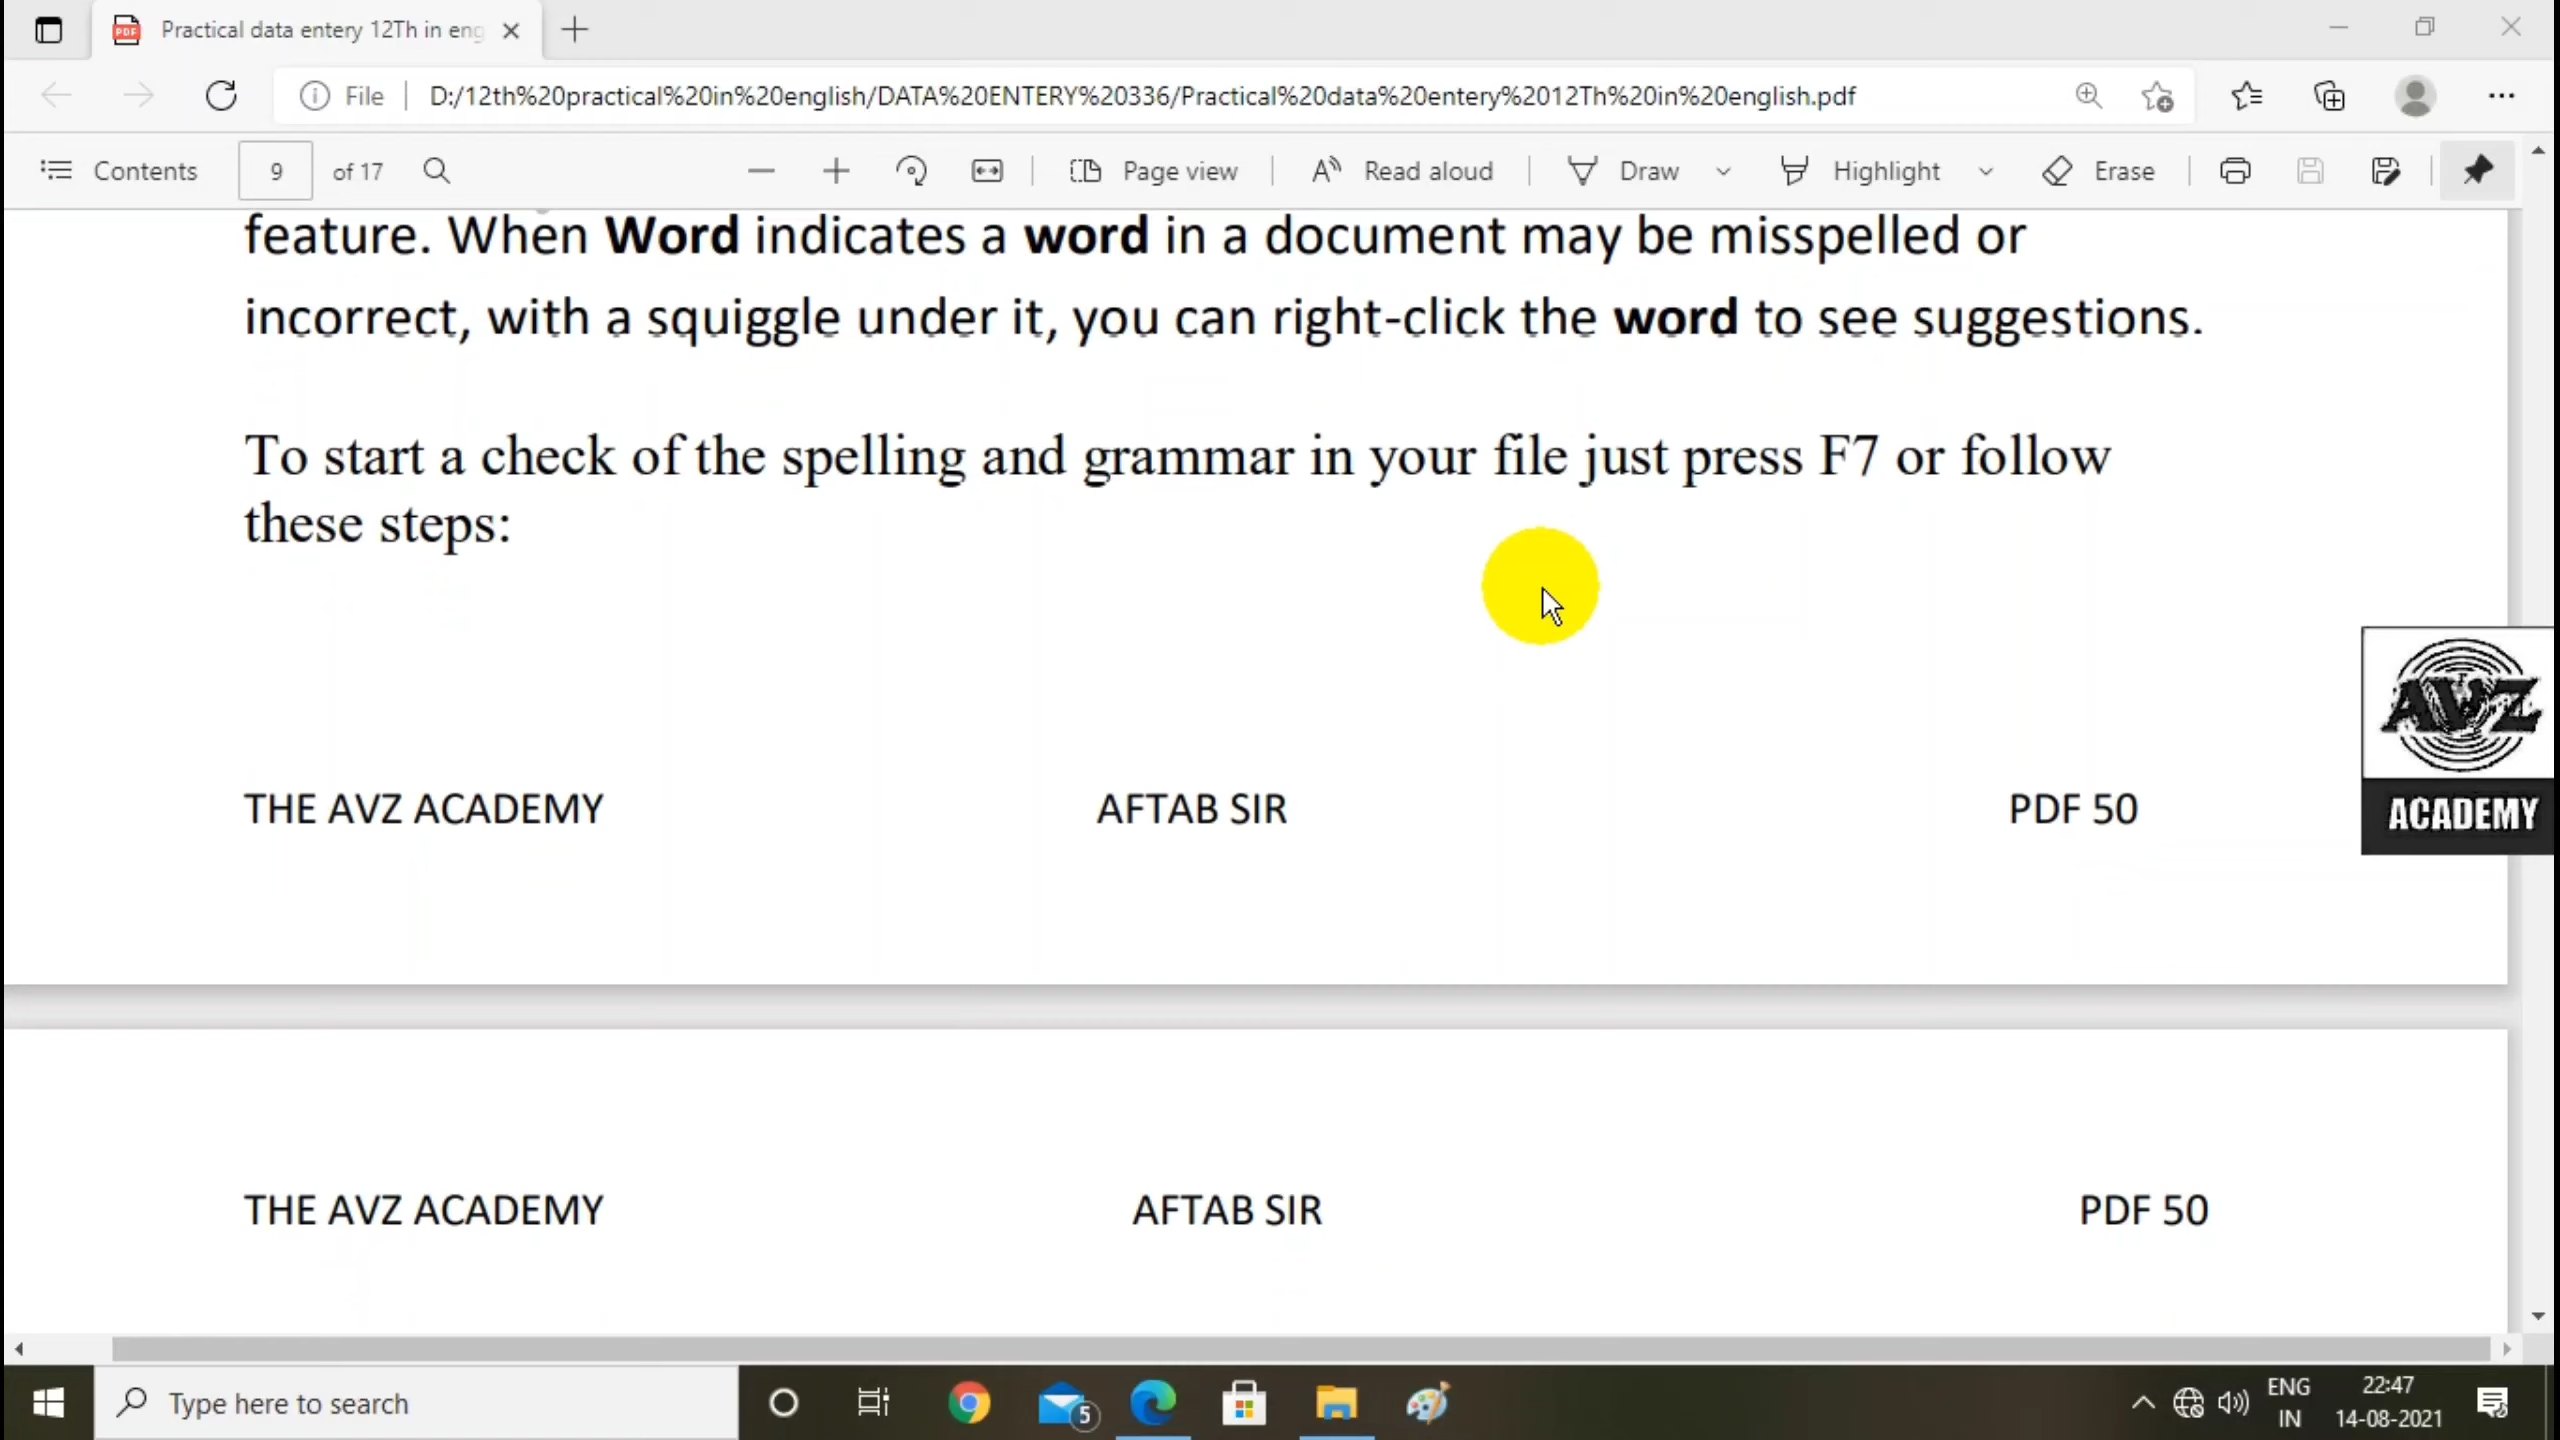 Practical data entery 12Th in eng
File
D:/12th%20practical%20in%20english/DATA%20ENTERY%20336/Practical%20data%20entery%2012Th%20in%20english.pdf
Contents
9
of 17
Page view
Read aloud
Draw
Highlight
Erase
feature. When Word indicates a word in a document may be misspelled or
incorrect, with a squiggle under it, you can right-click the word to see suggestions.
To start a check of the spelling and grammar in your file just press F7 or follow
these steps:
AVZ
ACADEMY
THE AVZ ACADEMY AFTAB SIR PDF 50
THE AVZ ACADEMY AFTAB SIR PDF 50
Type here to search
5
ENG
IN
22:47
14-08-2021